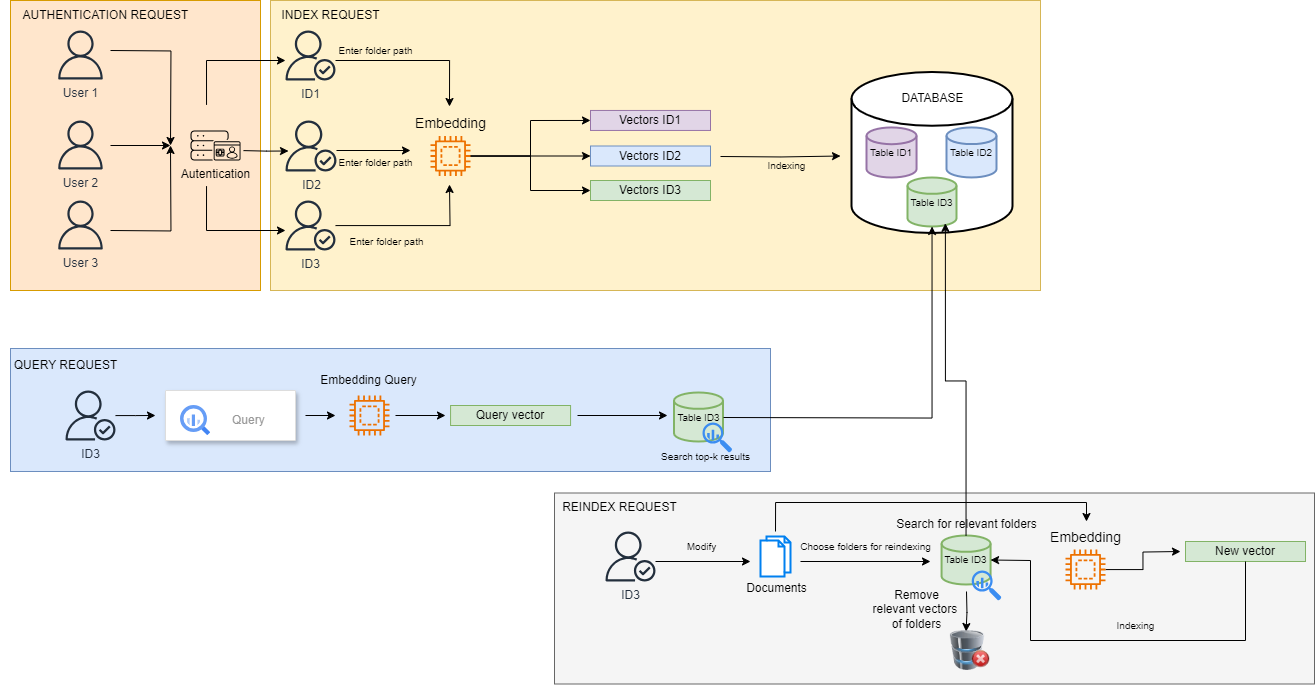 AUTHENTICATION REQUEST
User 1
User 2
User 3
Autentication
INDEX REQUEST
ID1
ID2
ID3
Enter folder path
Enter folder path
Enter folder path
Embedding
Vectors ID1
Vectors ID2
Vectors ID3
Indexing
DATABASE
Table ID1
Table ID2
Table ID3
QUERY REQUEST
ID3
Query
Embedding Query
Query vector
Table ID3
Search top-k results
REINDEX REQUEST
ID3
Modify
Documents
Choose folders for reindexing
Search for relevant folders
Table ID3
Remove
relevant vectors
of folders
Embedding
New vector
Indexing